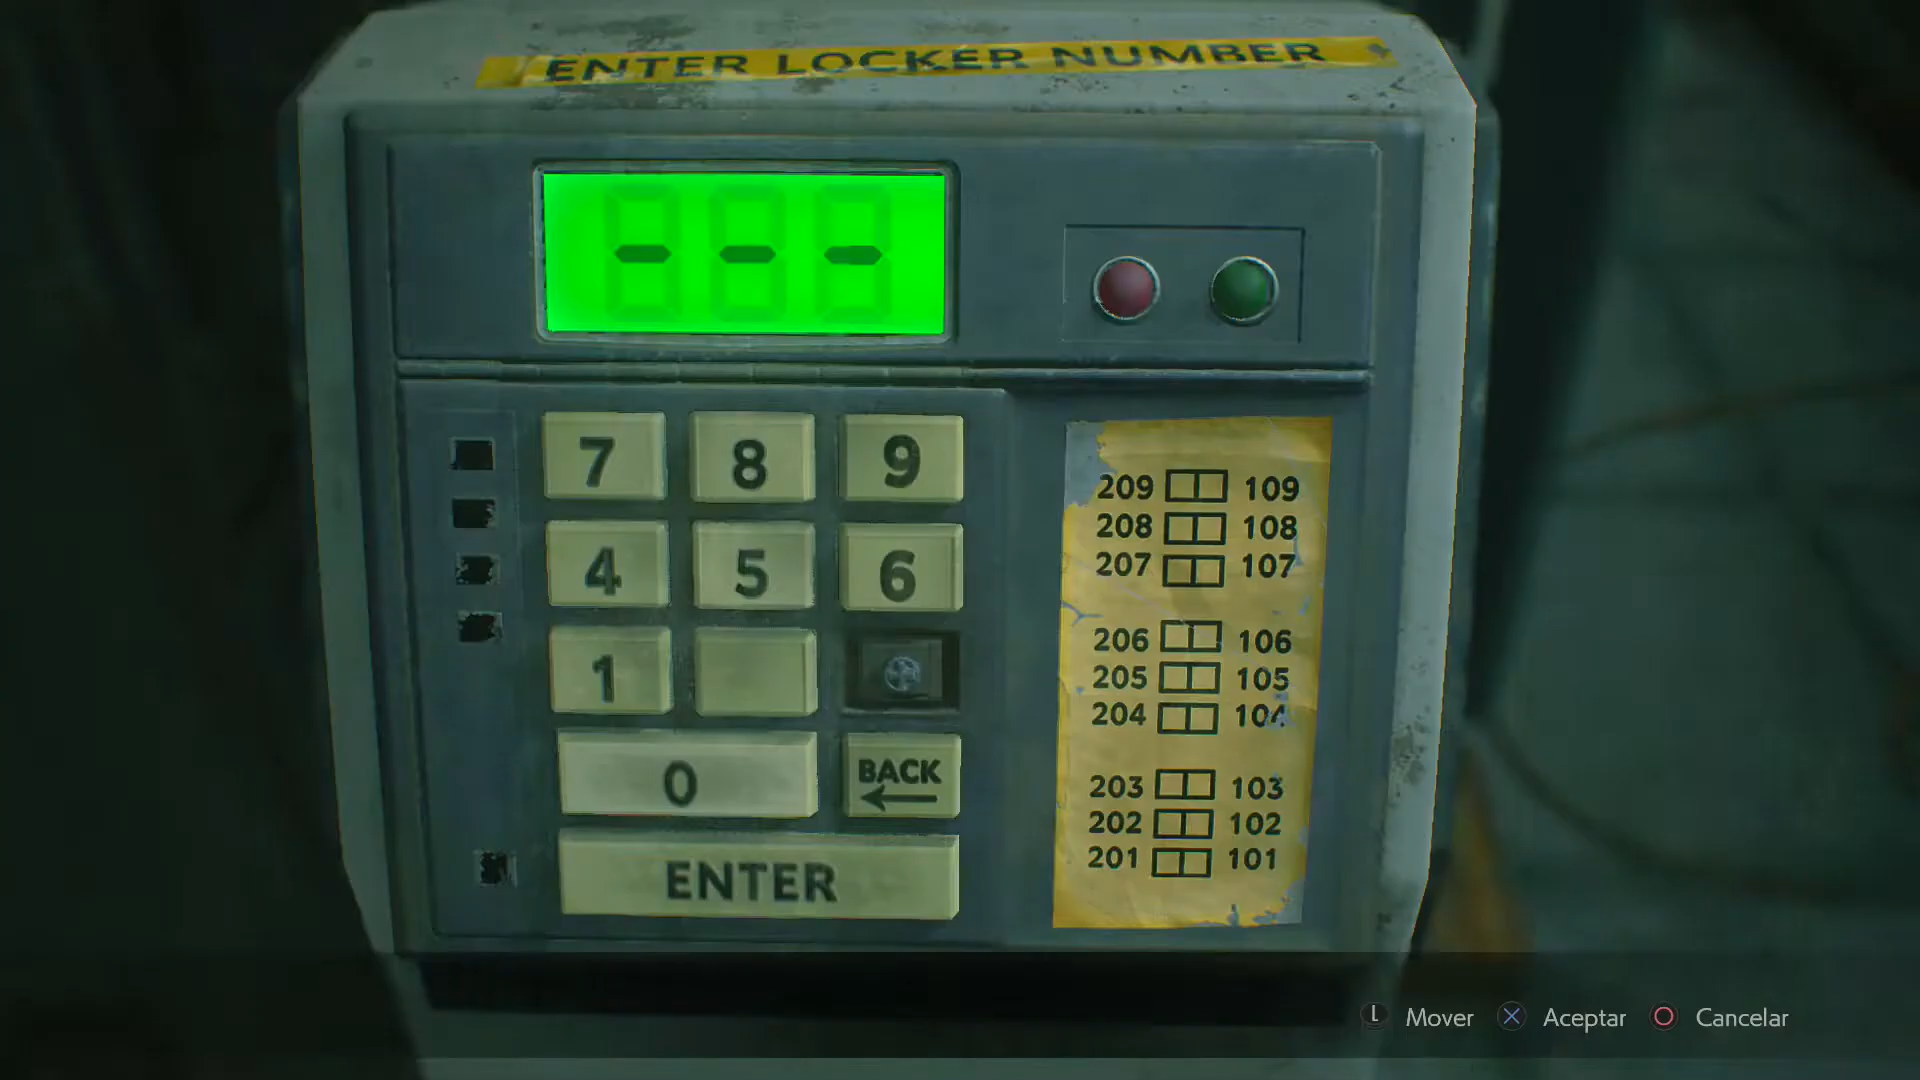 ENTER LOCKER NUMBER
- - -
7 8 9
4 5 6
1
0 BACK
ENTER
209 109
208 108
207 107
206 106
205 105
204 104
203 103
202 102
201 101
L Mover Aceptar Cancelar